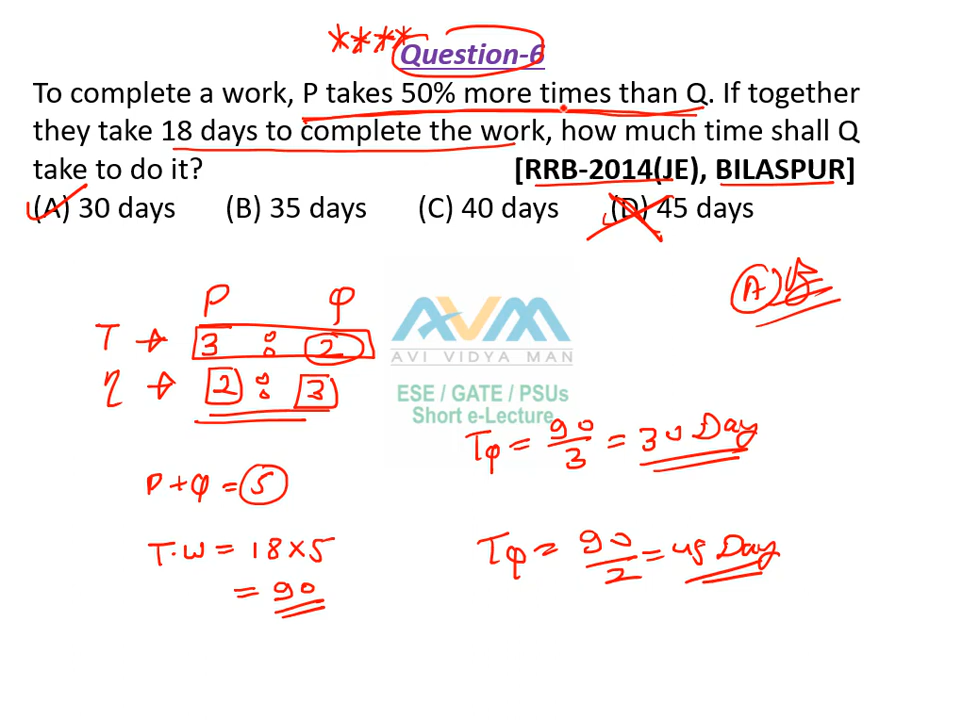 ****
Question-6
To complete a work, P takes 50% more times than Q. If together
they take 18 days to complete the work, how much time shall Q
take to do it? [RRB-2014(JE), BILASPUR]
(A) 30 days (B) 35 days (C) 40 days (D) 45 days
A
P φ
T → 3 : 2
η → 2 : 3
AVM
AVI VIDYA MAN
ESE / GATE / PSUs
Short e-Lecture
Tφ = 90/3 = 30 Day
P + φ = 5
T.W = 18 × 5
= 90
Tφ = 90/2 = 45 Day